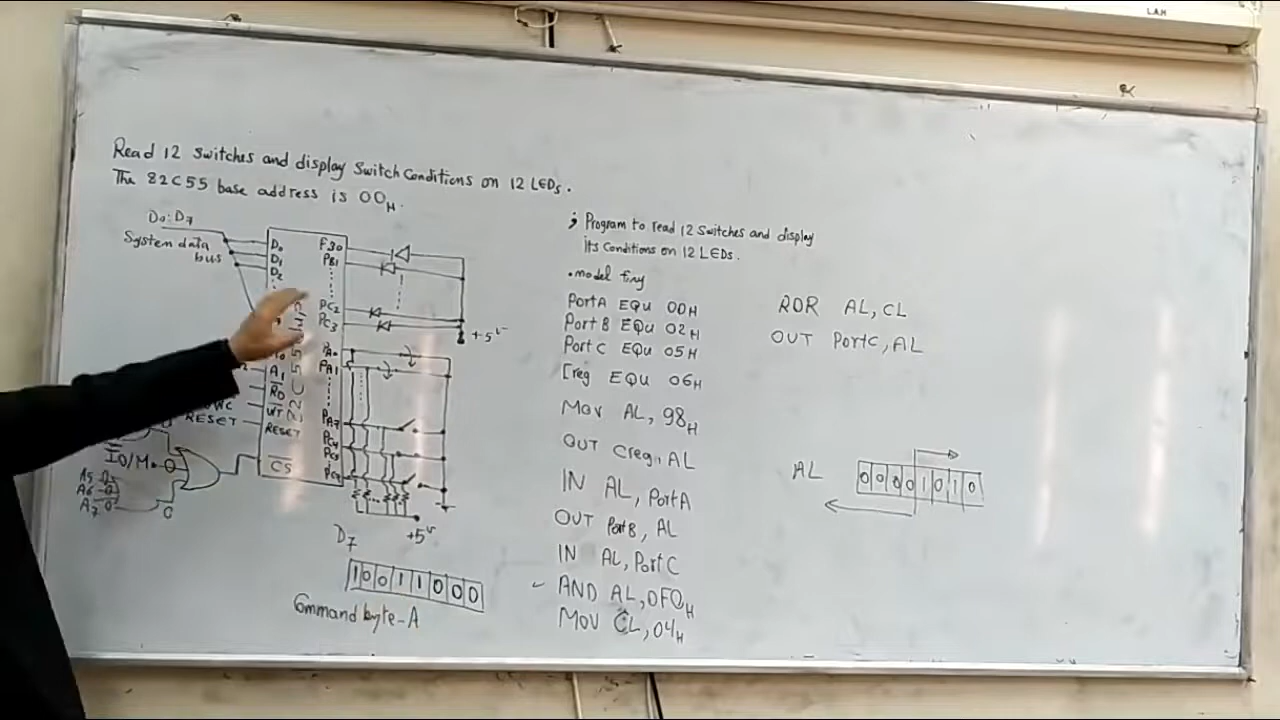 Read 12 switches and display Switch Conditions on 12 LEDs.
The 82C55 base address is 00H.
D0:D7
System data
bus
D0
D1
D2
A1
RD
WT
RESET
RESET
CS
PB1
PC2
PC3
PA0
PA1
PA7
PC4
+5V
+5V
IO/M
A5
A6
A7
D7
1 0 0 1 1 0 0 0
Command byte-A
; Program to read 12 switches and display
its Conditions on 12 LEDs.
.model tiny
PortA EQU 00H
Port B EQU 02H
Port C EQU 05H
Creg EQU 06H
Mov AL, 98H
OUT Creg, AL
IN AL, PortA
OUT PortB, AL
IN AL, PortC
AND AL, 0F0H
MOV CL, 04H
ROR AL, CL
OUT PortC, AL
AL
0 0 0 0 1 0 1 0